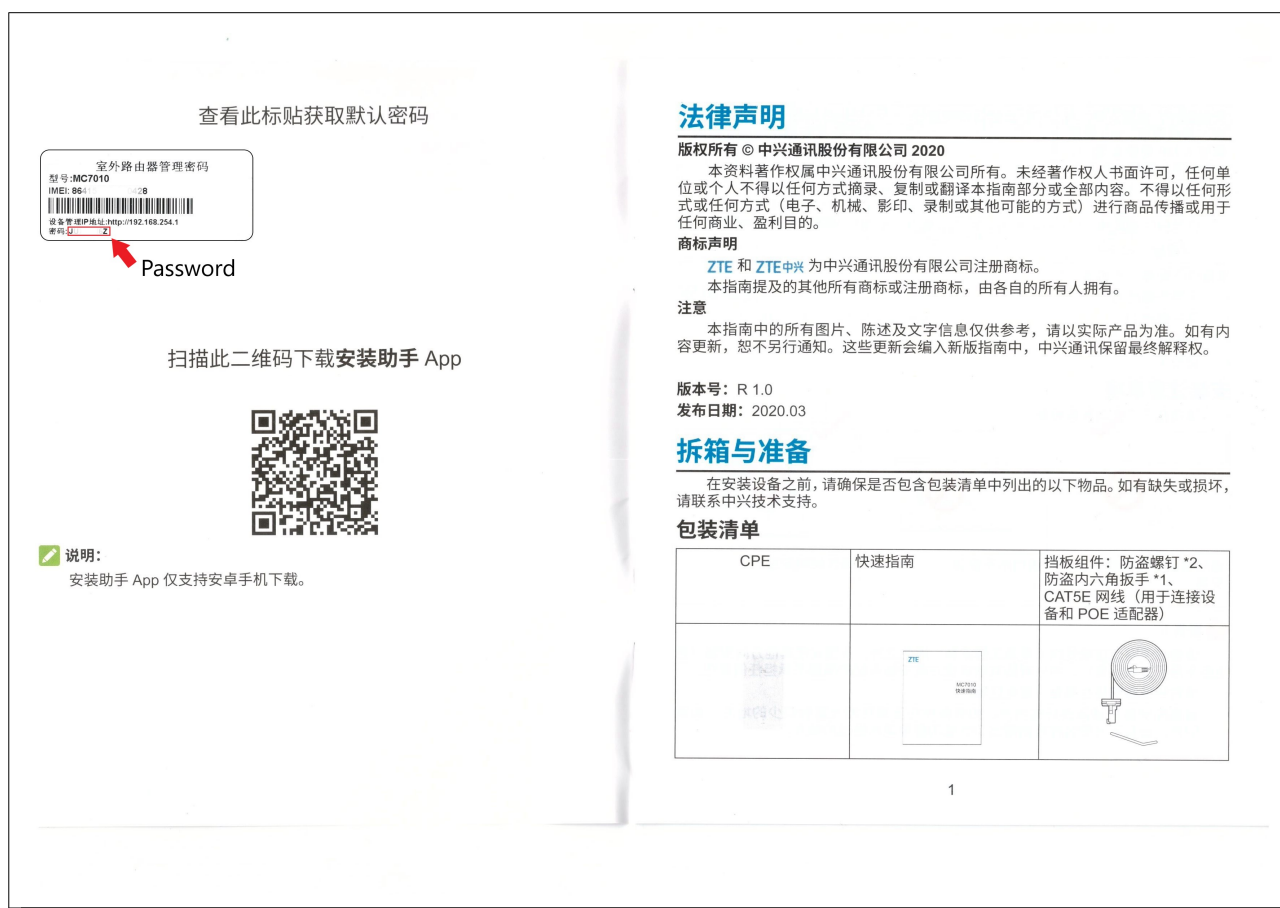 查看此标贴获取默认密码
室外路由器管理密码
型号:MC7010
IMEI: 8641 428
设备管理IP地址:http://192.168.254.1
密码:J Z
Password
扫描此二维码下载安装助手 App
说明：
安装助手 App 仅支持安卓手机下载。
法律声明
版权所有 © 中兴通讯股份有限公司 2020
本资料著作权属中兴通讯股份有限公司所有。未经著作权人书面许可，任何单
位或个人不得以任何方式摘录、复制或翻译本指南部分或全部内容。不得以任何形
式或任何方式（电子、机械、影印、录制或其他可能的方式）进行商品传播或用于
任何商业、盈利目的。
商标声明
ZTE 和 ZTE中兴 为中兴通讯股份有限公司注册商标。
本指南提及的其他所有商标或注册商标，由各自的所有人拥有。
注意
本指南中的所有图片、陈述及文字信息仅供参考，请以实际产品为准。如有内
容更新，恕不另行通知。这些更新会编入新版指南中，中兴通讯保留最终解释权。
版本号：R 1.0
发布日期：2020.03
拆箱与准备
在安装设备之前，请确保是否包含包装清单中列出的以下物品。如有缺失或损坏，
请联系中兴技术支持。
包装清单
CPE
快速指南
挡板组件：防盗螺钉 *2、
防盗内六角扳手 *1、
CAT5E 网线（用于连接设
备和 POE 适配器）
ZTE
MC7010
快速指南
1